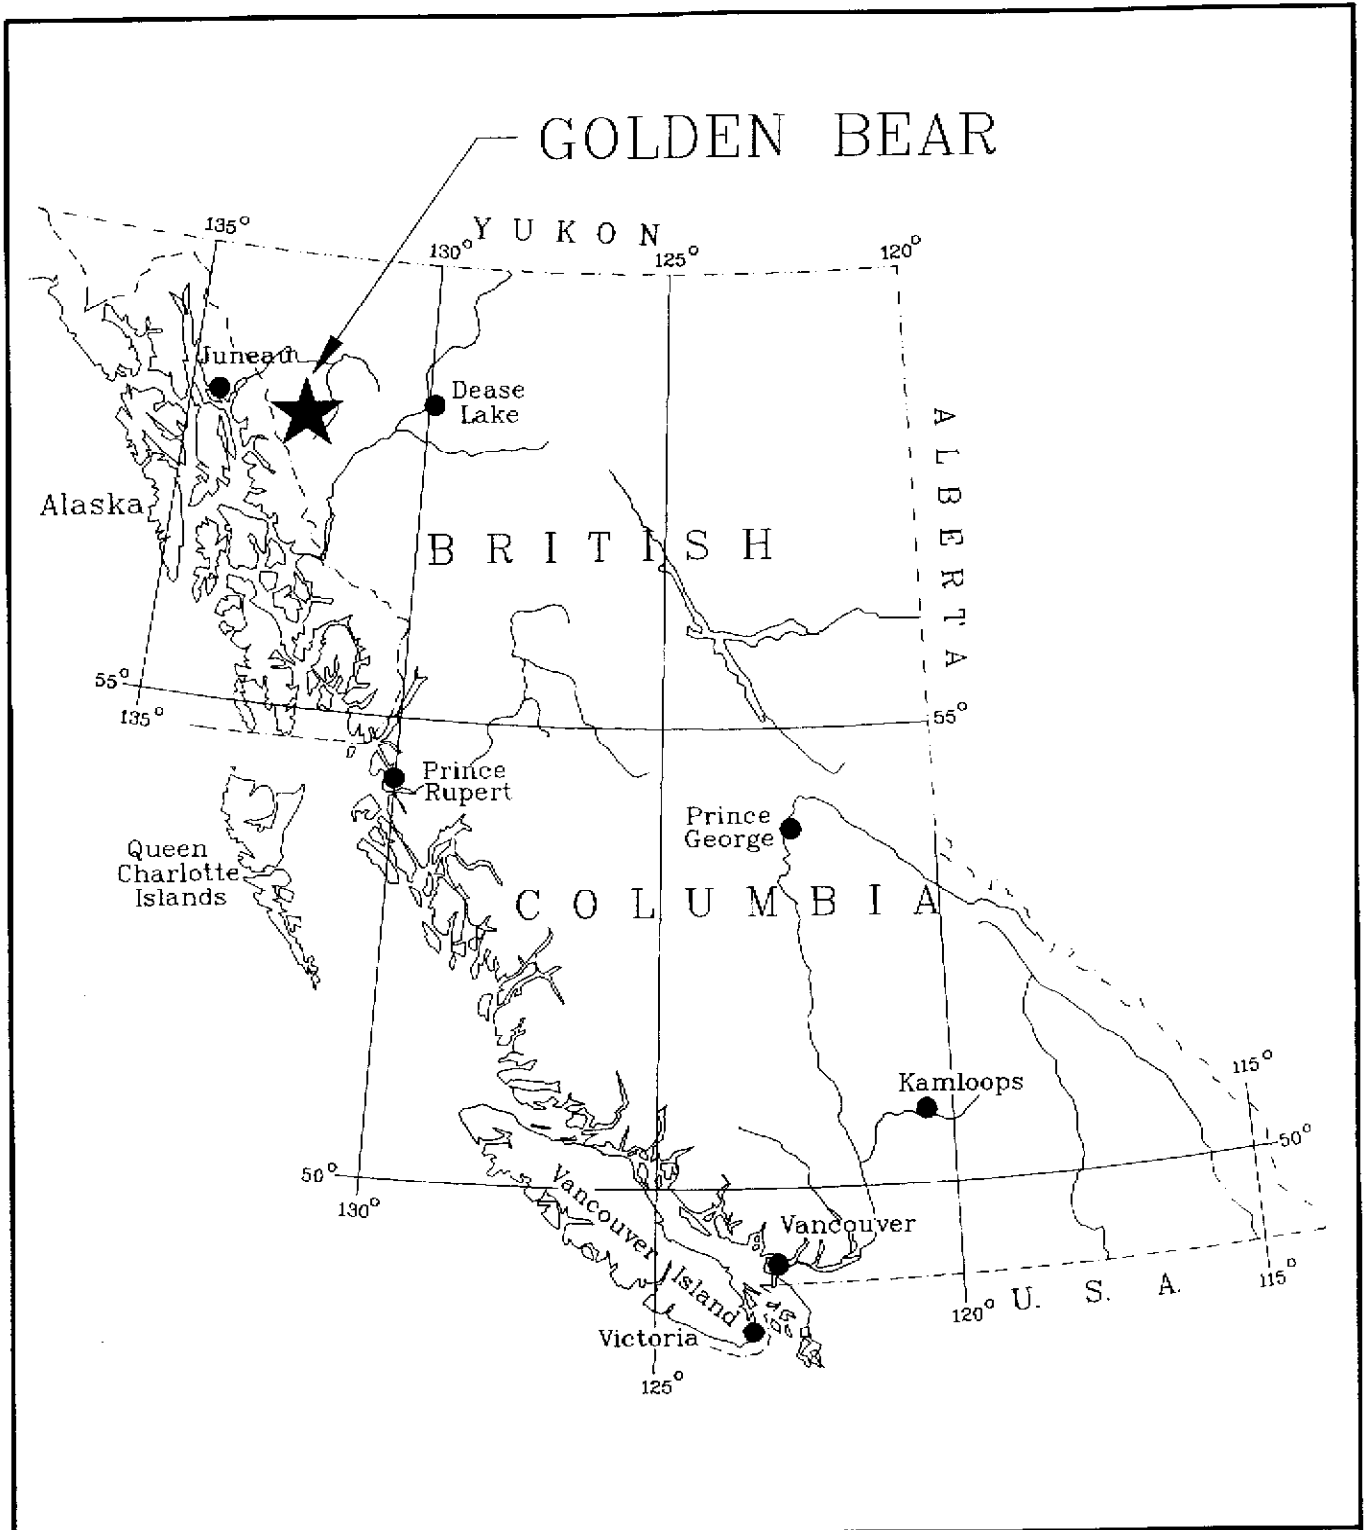 GOLDEN BEAR
YUKON
135°
130°
125°
120°
Juneau
Dease
Lake
ALBERTA
Alaska
BRITISH
55°
135°
55°
Prince
Rupert
Prince
George
Queen
Charlotte
Islands
COLUMBIA
Kamloops
115°
50°
50°
130°
Vancouver Island
Vancouver
U. S. A.
120°
115°
Victoria
125°